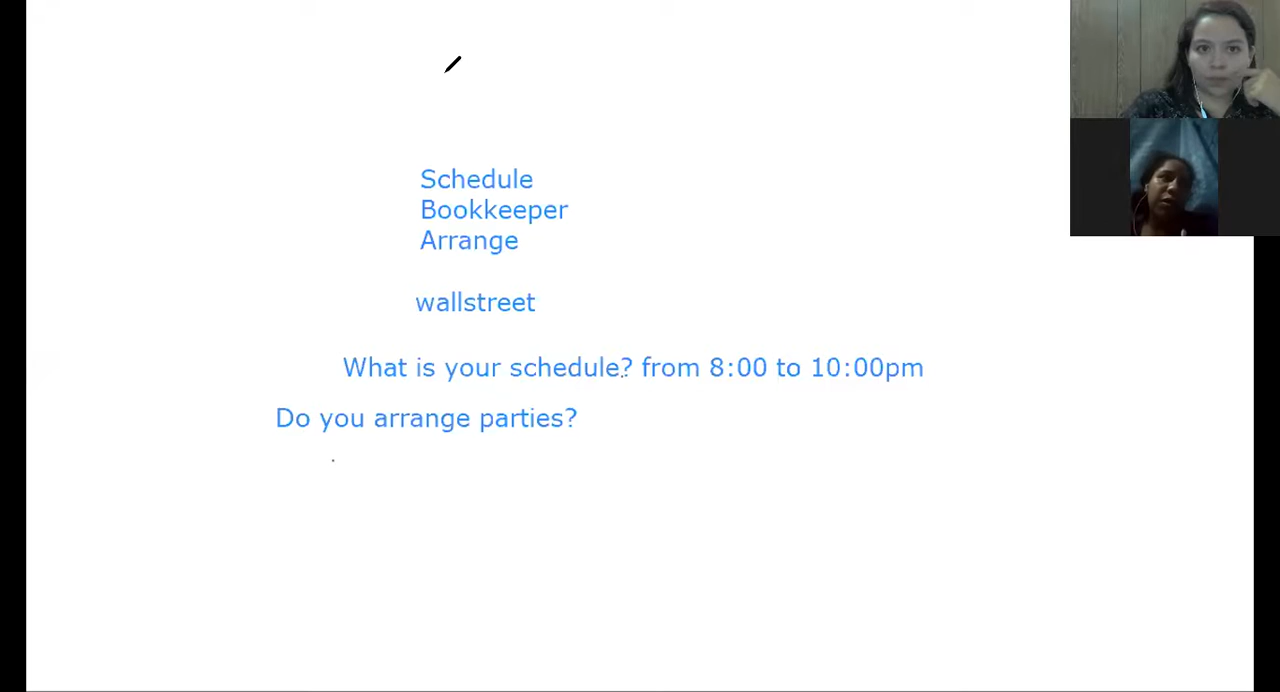 Schedule
Bookkeeper
Arrange
wallstreet
What is your schedule? from 8:00 to 10:00pm
Do you arrange parties?